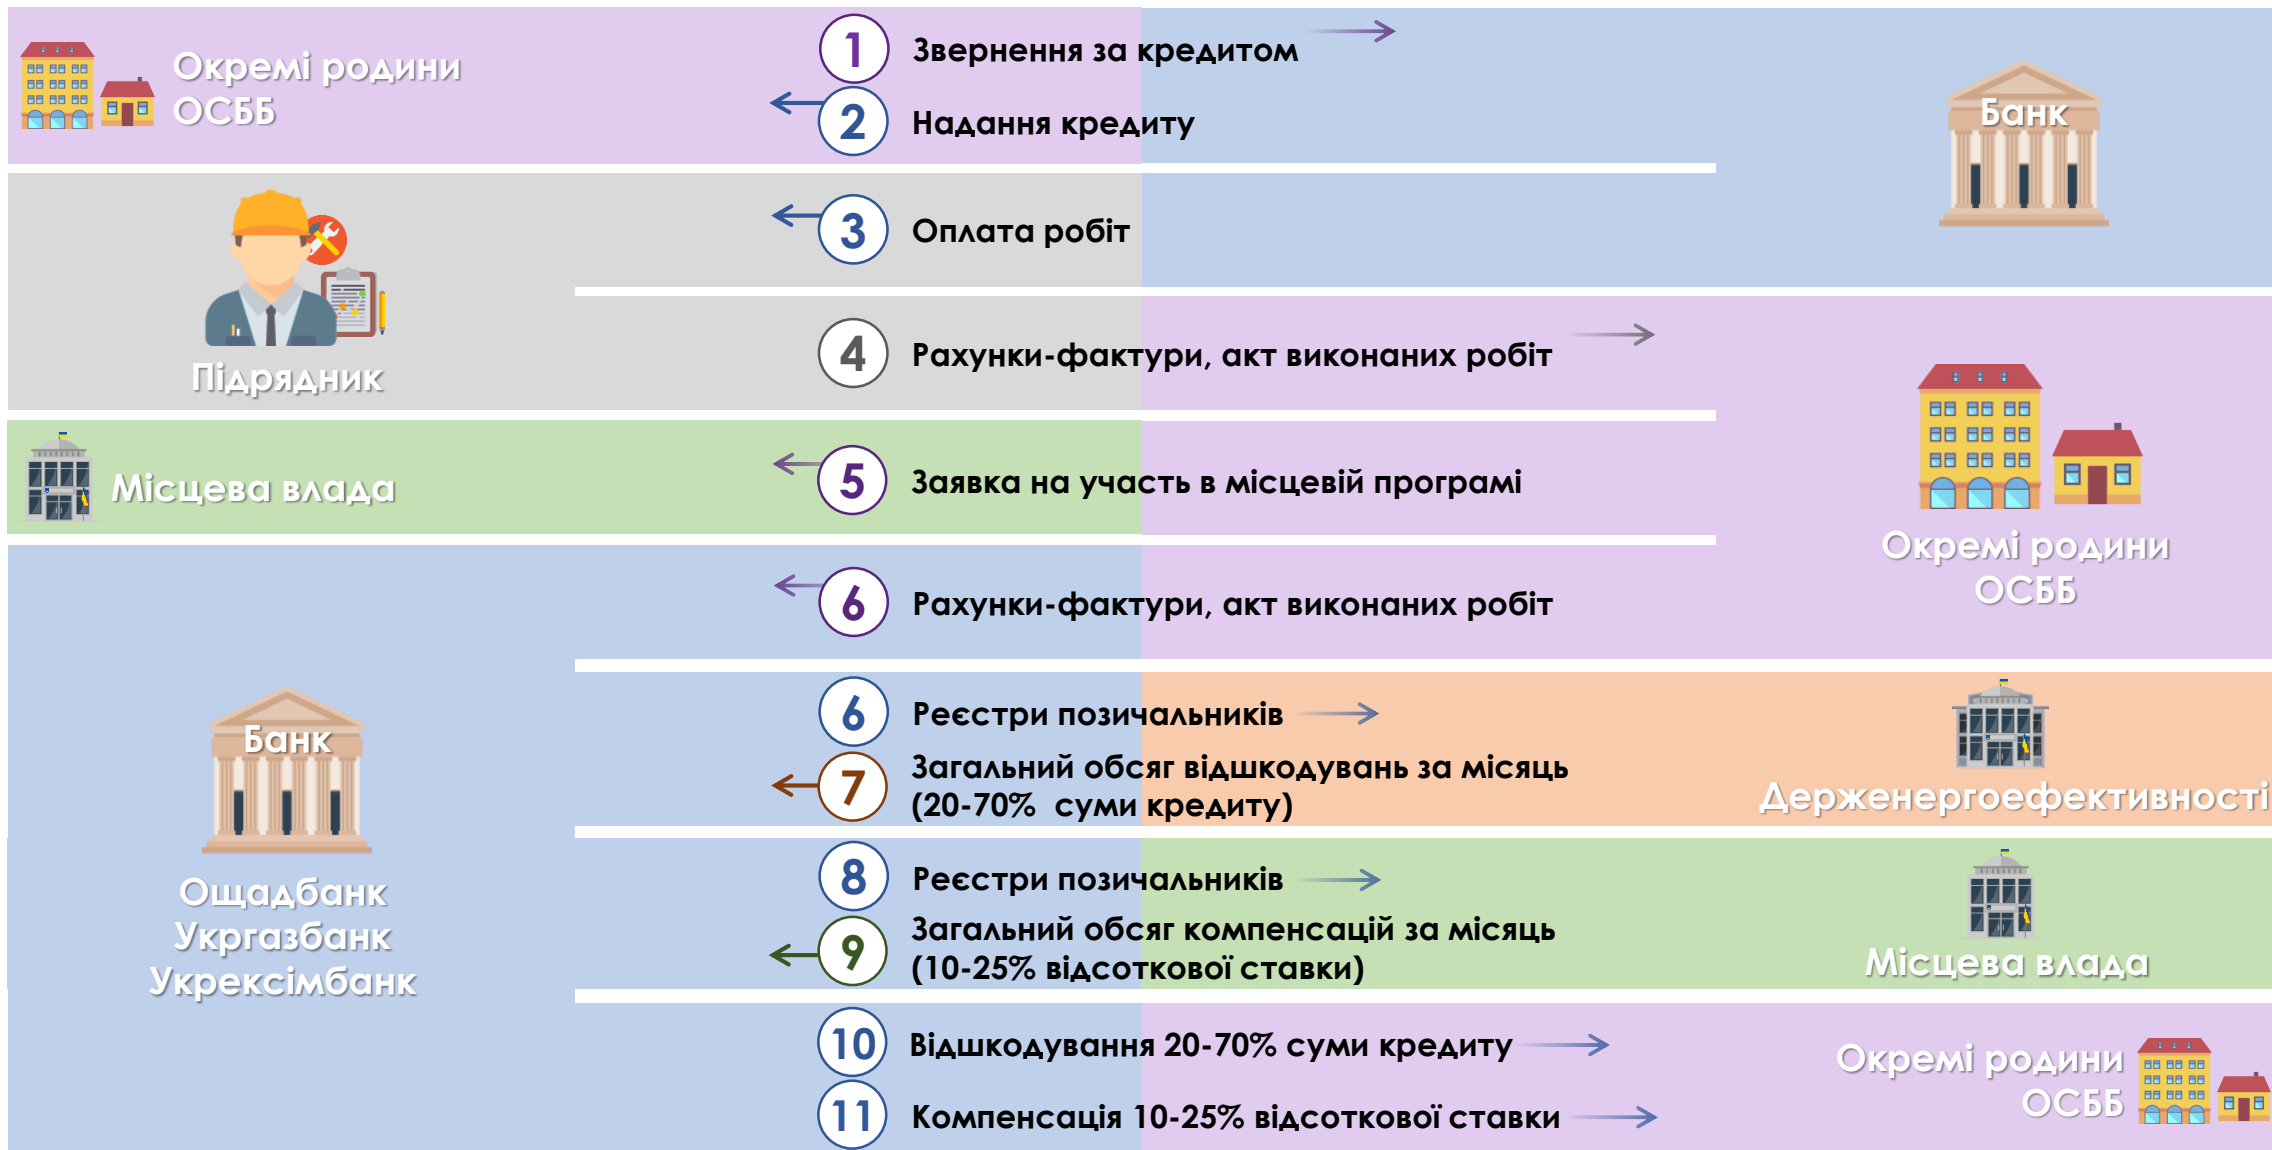 Окремі родини
ОСББ
1 Звернення за кредитом
2 Надання кредиту
Банк
3 Оплата робіт
Підрядник
4 Рахунки-фактури, акт виконаних робіт
Місцева влада
5 Заявка на участь в місцевій програмі
Окремі родини
ОСББ
6 Рахунки-фактури, акт виконаних робіт
Банк
Ощадбанк
Укргазбанк
Укрексімбанк
6 Реєстри позичальників
7 Загальний обсяг відшкодувань за місяць
(20-70% суми кредиту)
Держенергоефективності
8 Реєстри позичальників
9 Загальний обсяг компенсацій за місяць
(10-25% відсоткової ставки)
Місцева влада
10 Відшкодування 20-70% суми кредиту
11 Компенсація 10-25% відсоткової ставки
Окремі родини
ОСББ